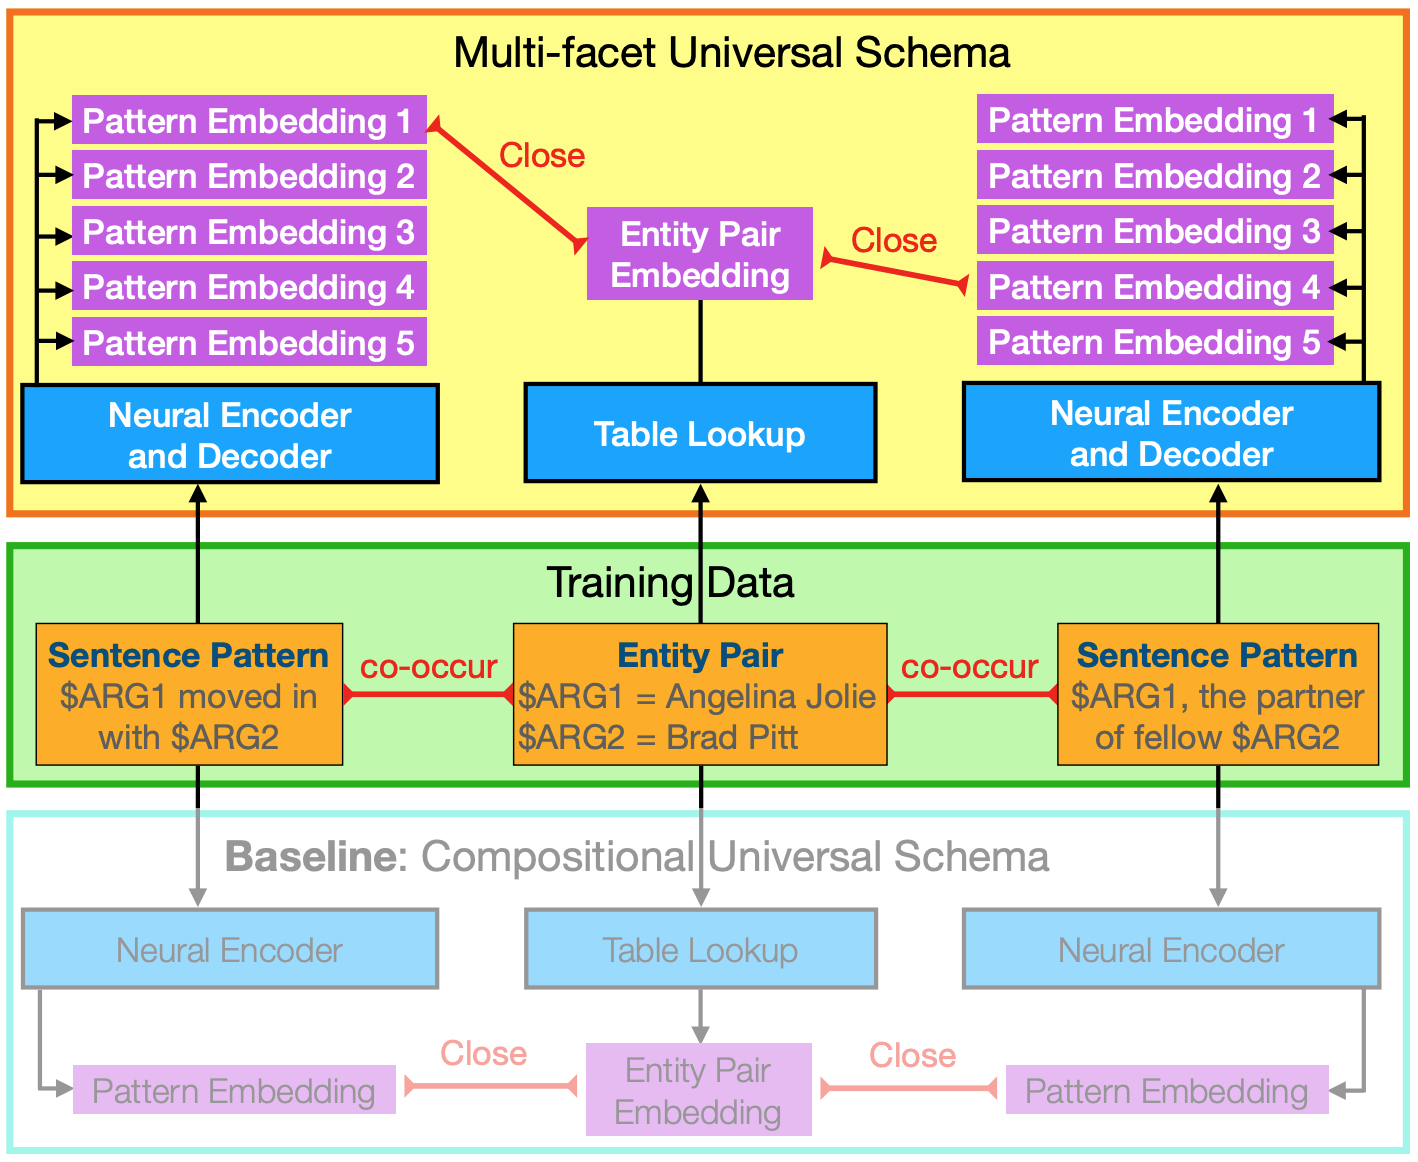 Multi-facet Universal Schema
Pattern Embedding 1
Pattern Embedding 2
Pattern Embedding 3
Pattern Embedding 4
Pattern Embedding 5
Close
Entity Pair
Embedding
Close
Pattern Embedding 1
Pattern Embedding 2
Pattern Embedding 3
Pattern Embedding 4
Pattern Embedding 5
Neural Encoder
and Decoder
Table Lookup
Neural Encoder
and Decoder
Training Data
Sentence Pattern
$ARG1 moved in
with $ARG2
co-occur
Entity Pair
$ARG1 = Angelina Jolie
$ARG2 = Brad Pitt
co-occur
Sentence Pattern
$ARG1, the partner
of fellow $ARG2
Baseline: Compositional Universal Schema
Neural Encoder
Table Lookup
Neural Encoder
Pattern Embedding
Close
Entity Pair
Embedding
Close
Pattern Embedding